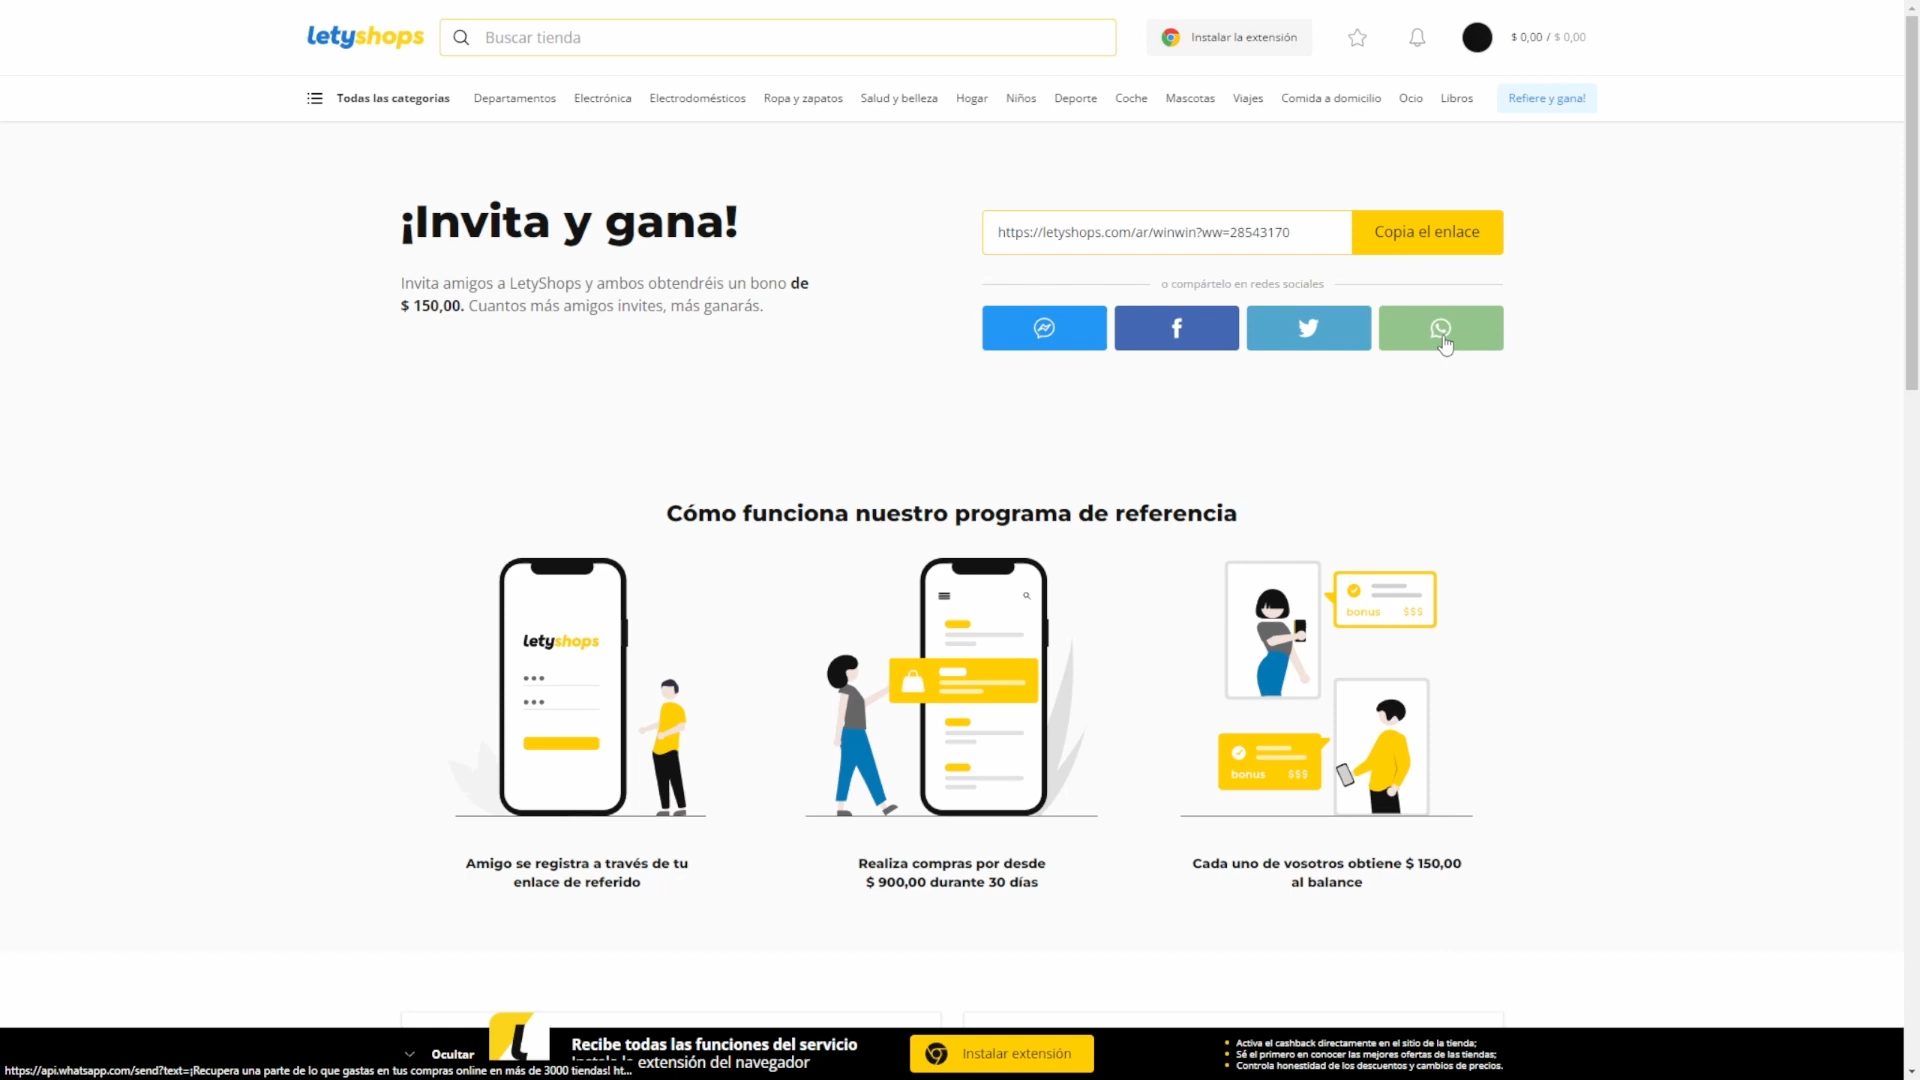 letyshops
Buscar tienda
Instalar la extensión
$ 0,00 / $ 0,00
Todas las categorias
Departamentos
Electrónica
Electrodomésticos
Ropa y zapatos
Salud y belleza
Hogar
Niños
Deporte
Coche
Mascotas
Viajes
Comida a domicilio
Ocio
Libros
Refiere y gana!
¡Invita y gana!
Invita amigos a LetyShops y ambos obtendréis un bono de
$ 150,00. Cuantos más amigos invites, más ganarás.
https://letyshops.com/ar/winwin?ww=28543170
Copia el enlace
o compártelo en redes sociales
Cómo funciona nuestro programa de referencia
letyshops
bonus $$$
bonus $$$
Amigo se registra a través de tu
enlace de referido
Realiza compras por desde
$ 900,00 durante 30 días
Cada uno de vosotros obtiene $ 150,00
al balance
Ocultar
Recibe todas las funciones del servicio
Instala la extensión del navegador
Instalar extensión
Activa el cashback directamente en el sitio de la tienda;
Sé el primero en conocer las mejores ofertas de las tiendas;
Controla honestidad de los descuentos y cambios de precios.
https://api.whatsapp.com/send?text=¡Recupera una parte de lo que gastas en tus compras online en más de 3000 tiendas! ht...